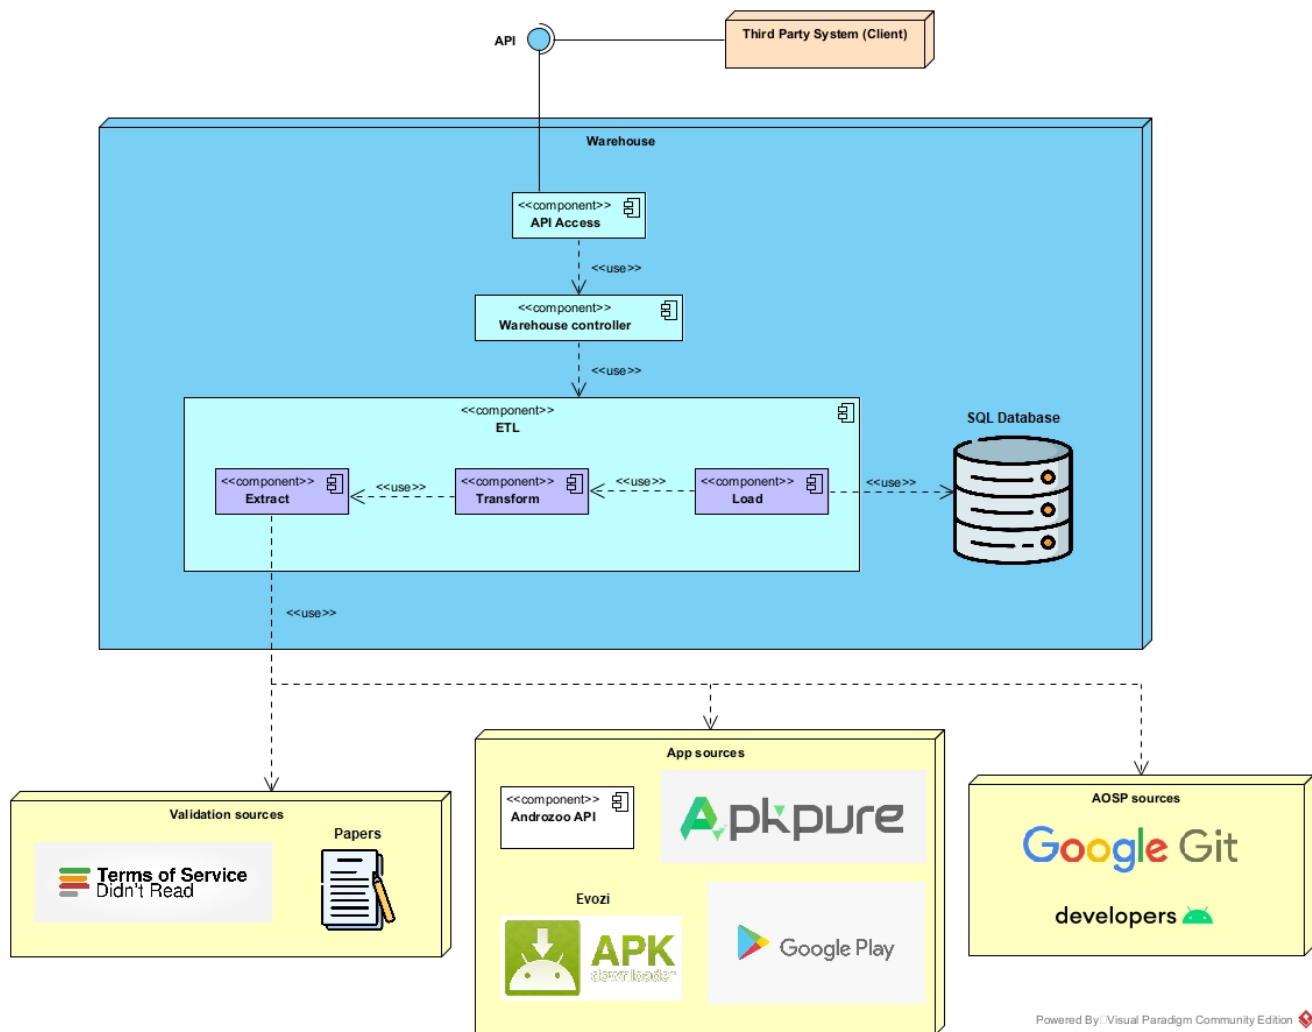 API
Third Party System (Client)
Warehouse
<<component>>
API Access
<<use>>
<<component>>
Warehouse controller
<<use>>
<<component>>
ETL
SQL Database
<<component>>
Extract
<<use>>
<<component>>
Transform
<<use>>
<<component>>
Load
<<use>>
<<use>>
Validation sources
Terms of Service
Didn't Read
Papers
App sources
<<component>>
Androzoo API
Apkpure
Evozi
APK
downloader
Google Play
AOSP sources
Google Git
developers
Powered By Visual Paradigm Community Edition